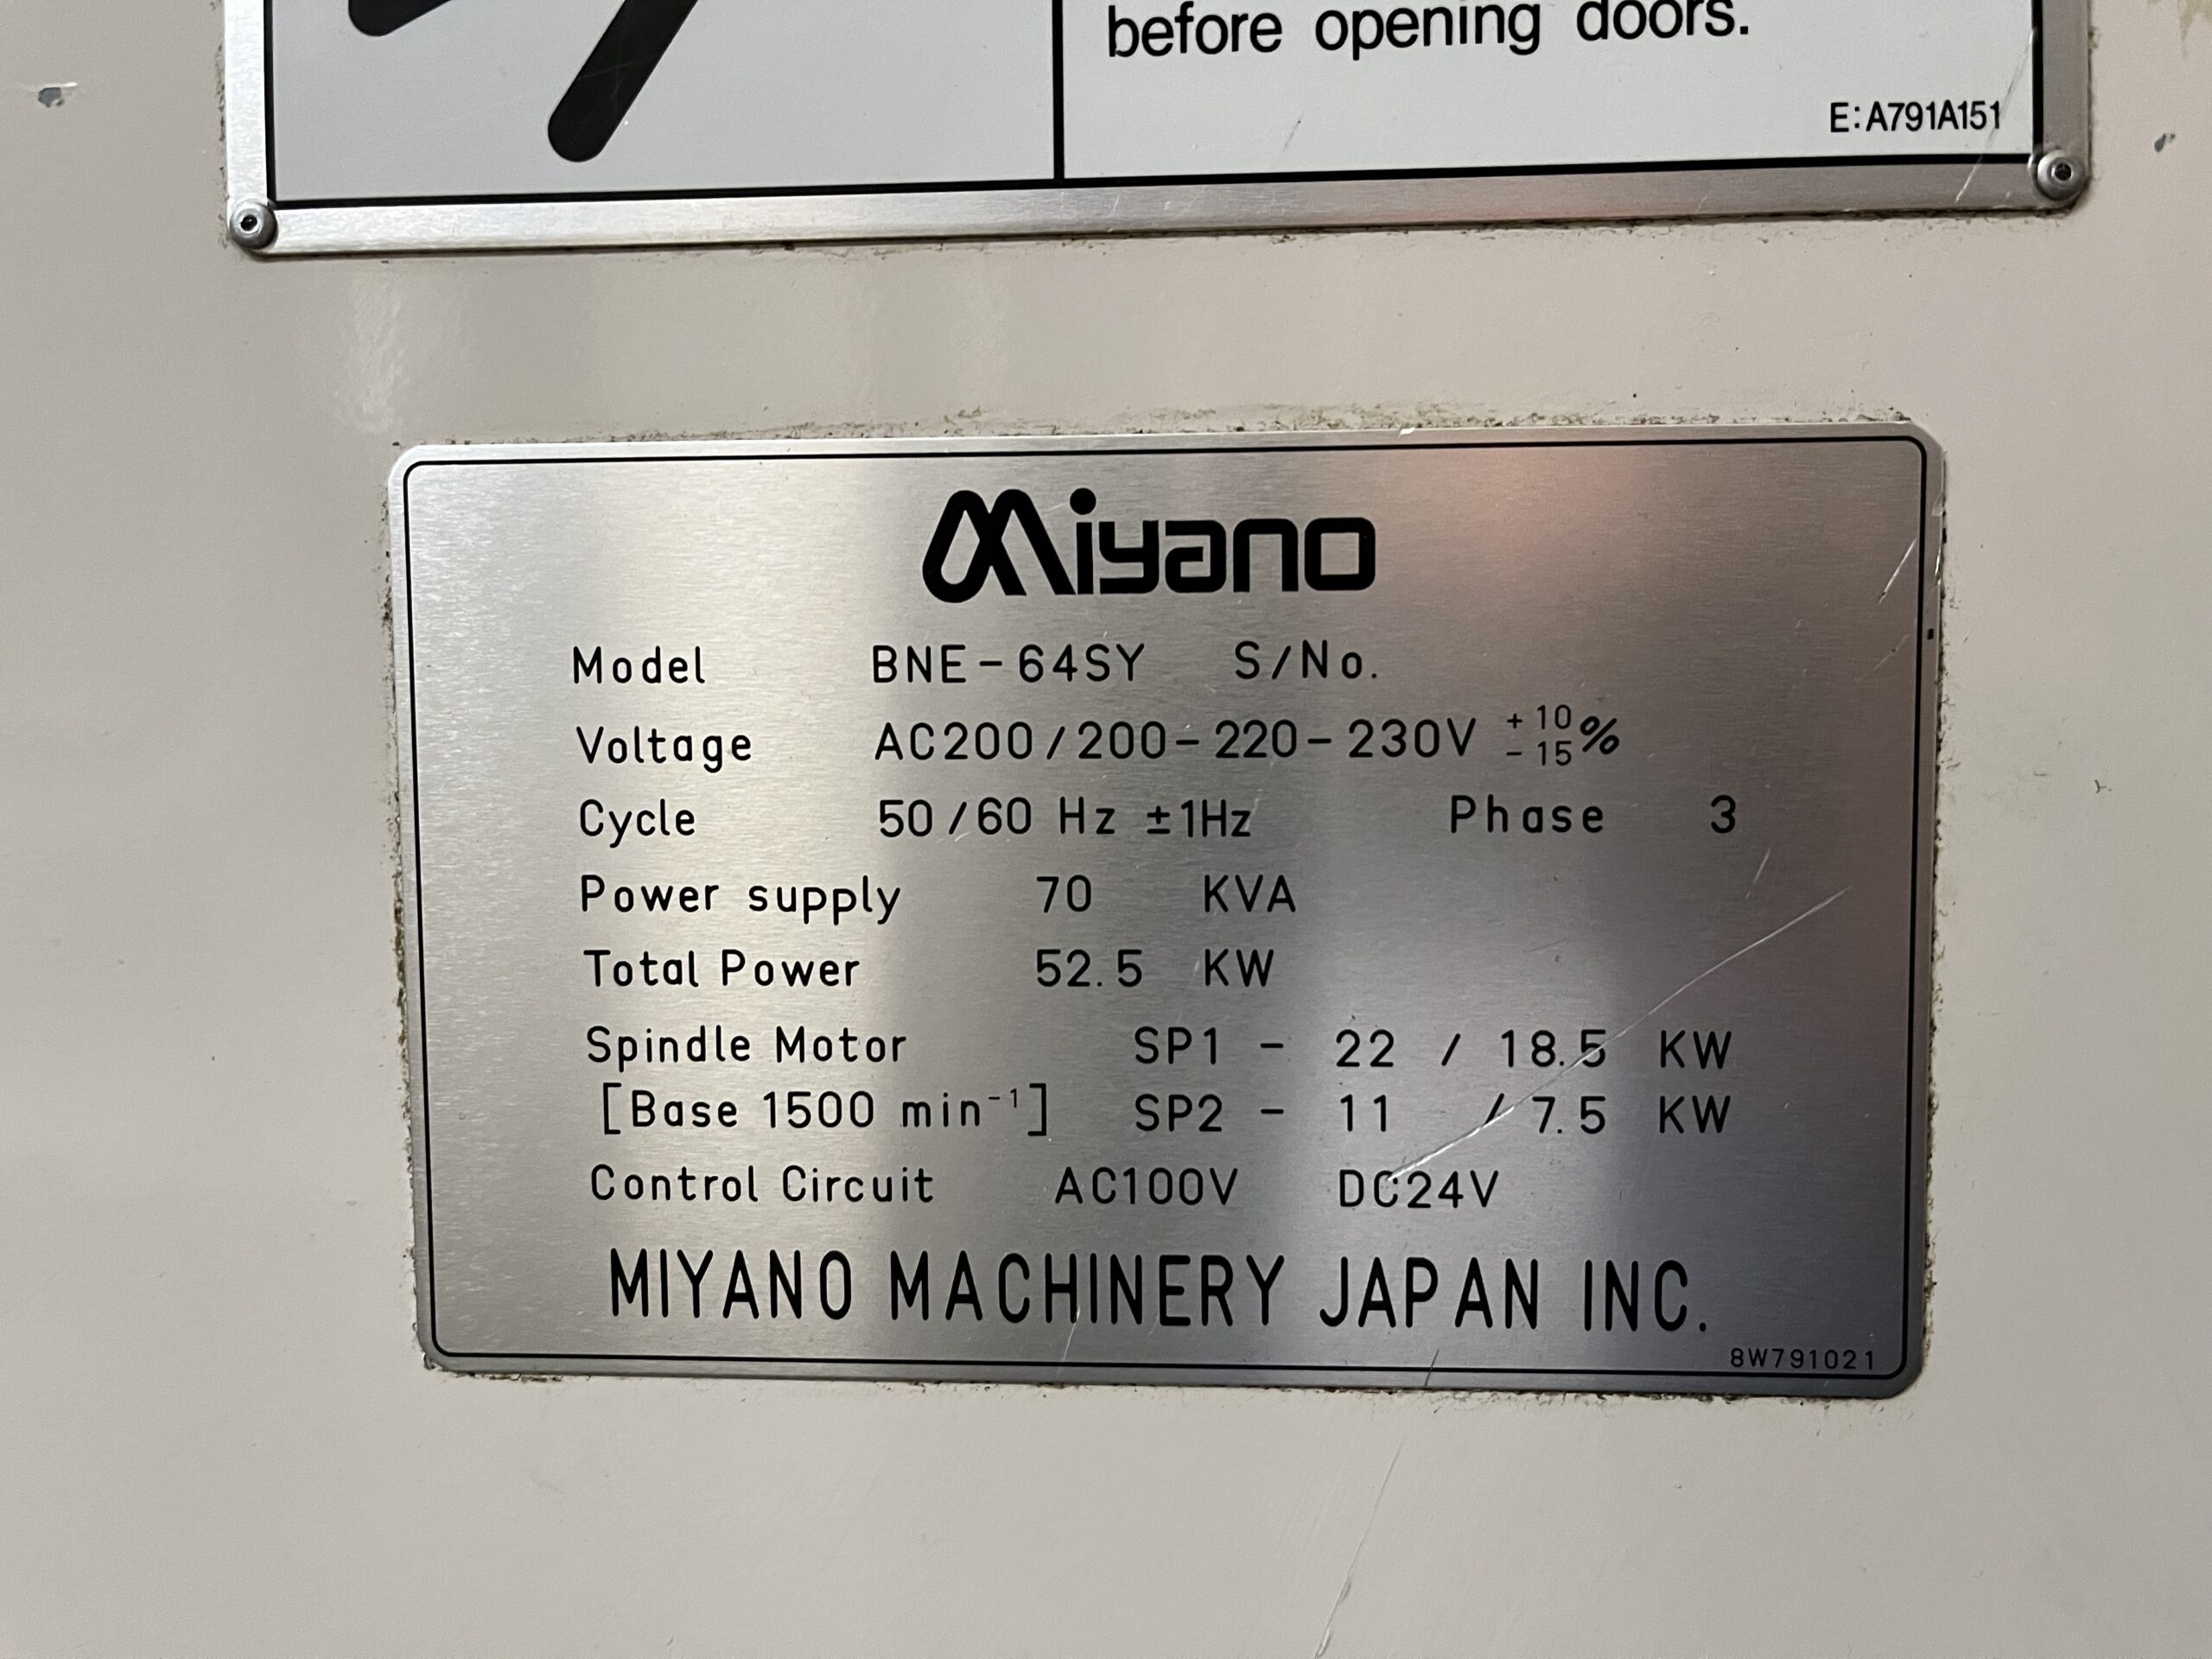 before opening doors.
E:A791A151
Miyano
Model BNE-64SY S/No.
Voltage AC200/200-220-230V +10 -15 %
Cycle 50/60 Hz ±1Hz Phase 3
Power supply 70 KVA
Total Power 52.5 KW
Spindle Motor SP1 - 22 / 18.5 KW
[Base 1500 min⁻¹] SP2 - 11 / 7.5 KW
Control Circuit AC100V DC24V
MIYANO MACHINERY JAPAN INC.
8W791021